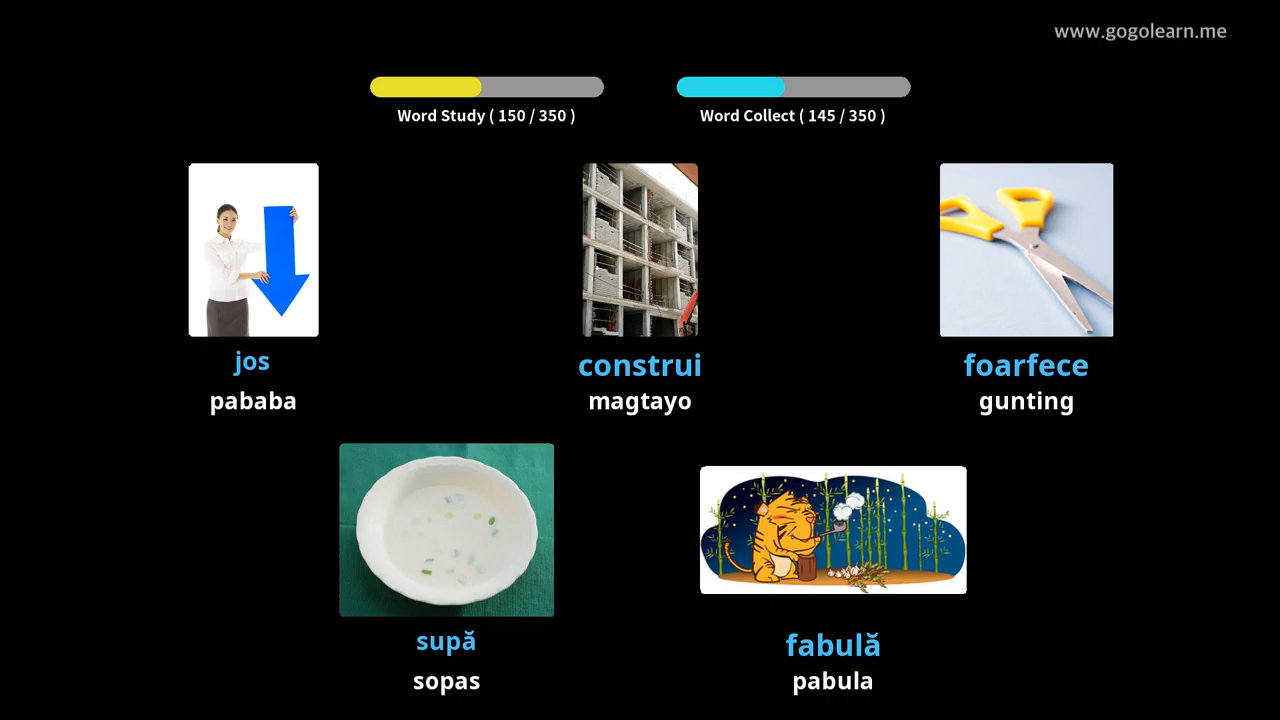 www.gogolearn.me
Word Study ( 150 / 350 )
Word Collect ( 145 / 350 )
jos
pababa
construi
magtayo
foarfece
gunting
supă
sopas
fabulă
pabula